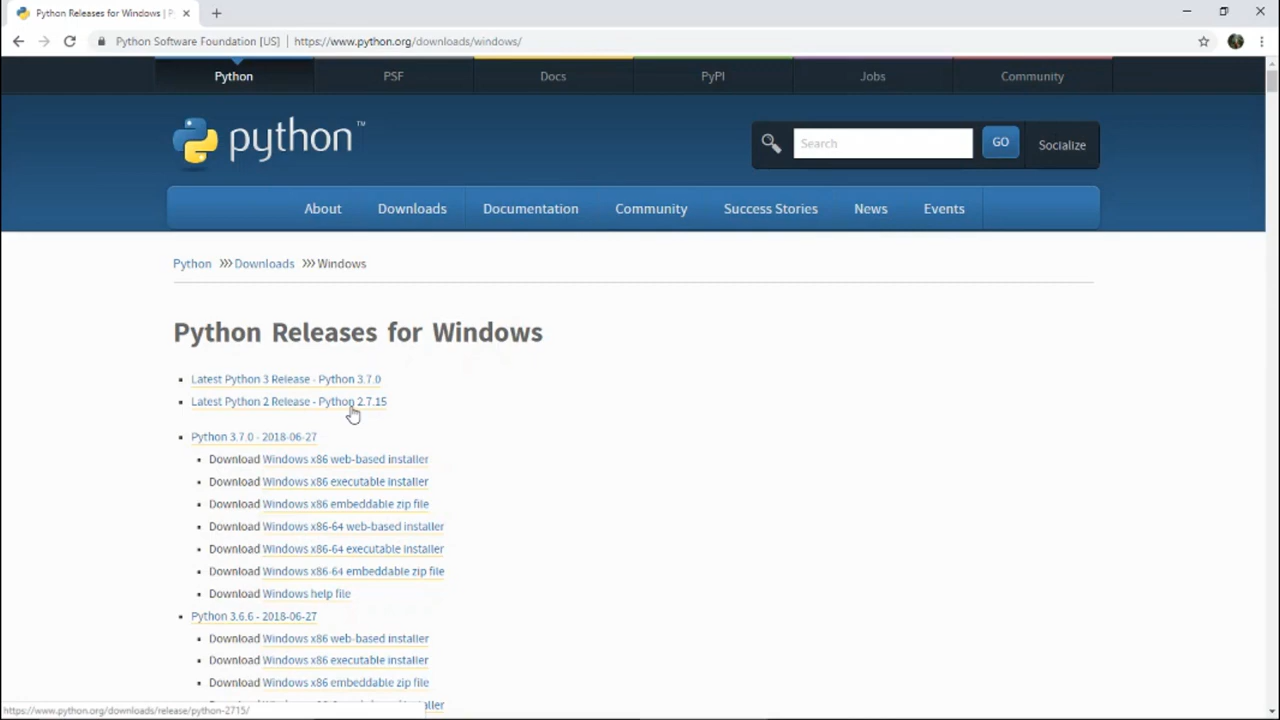 Python Releases for Windows | P
Python Software Foundation [US] | https://www.python.org/downloads/windows/
Python PSF Docs PyPI Jobs Community
python™
Search GO Socialize
About Downloads Documentation Community Success Stories News Events
Python >>> Downloads >>> Windows
Python Releases for Windows
Latest Python 3 Release - Python 3.7.0
Latest Python 2 Release - Python 2.7.15
Python 3.7.0 - 2018-06-27
Download Windows x86 web-based installer
Download Windows x86 executable installer
Download Windows x86 embeddable zip file
Download Windows x86-64 web-based installer
Download Windows x86-64 executable installer
Download Windows x86-64 embeddable zip file
Download Windows help file
Python 3.6.6 - 2018-06-27
Download Windows x86 web-based installer
Download Windows x86 executable installer
Download Windows x86 embeddable zip file
https://www.python.org/downloads/release/python-2715/